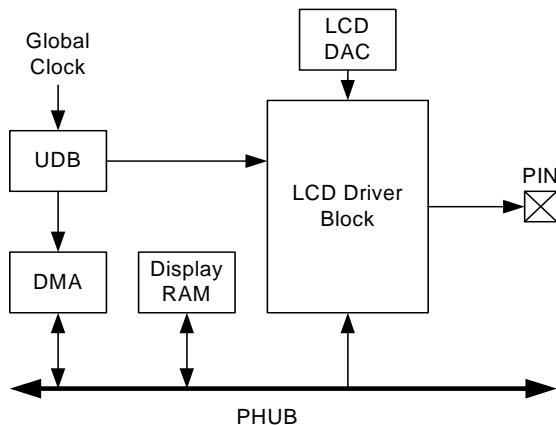 LCD
DAC
Global
Clock
UDB
LCD Driver
Block
PIN
DMA
Display
RAM
PHUB